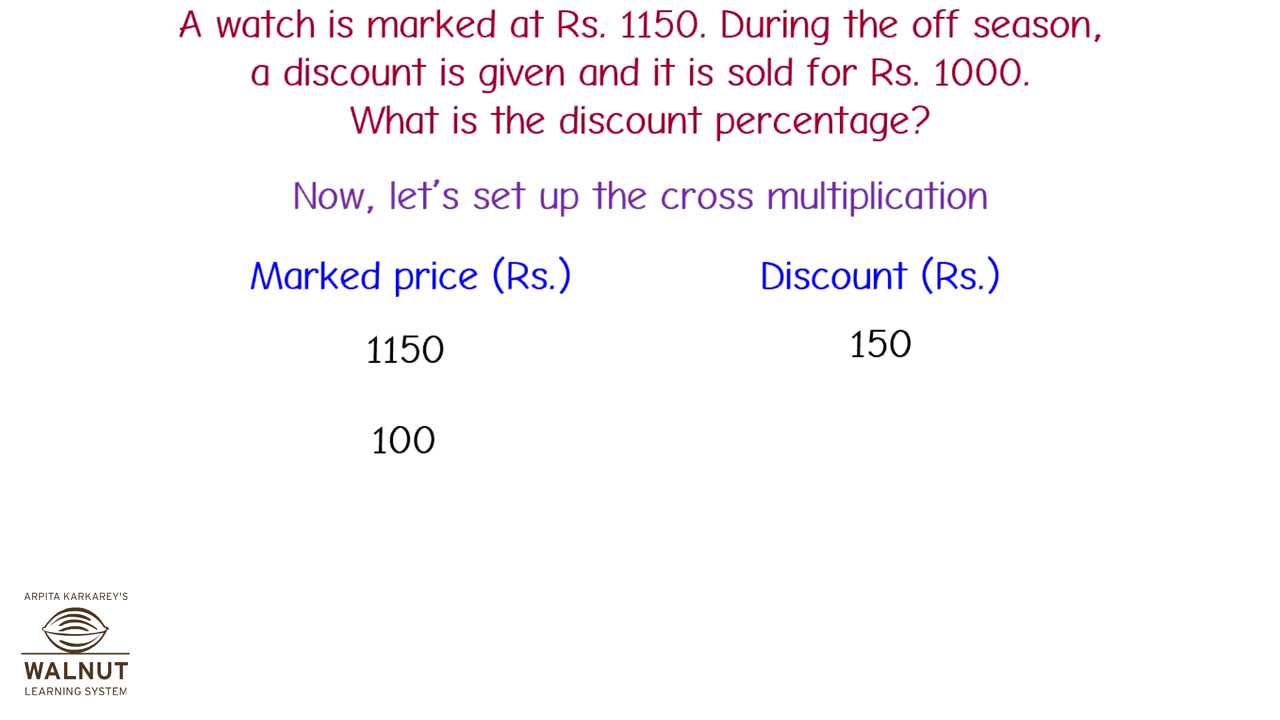 A watch is marked at Rs. 1150. During the off season,
a discount is given and it is sold for Rs. 1000.
What is the discount percentage?
Now, let's set up the cross multiplication
Marked price (Rs.) Discount (Rs.)
1150 150
100
ARPITA KARKAREY'S
WALNUT
LEARNING SYSTEM